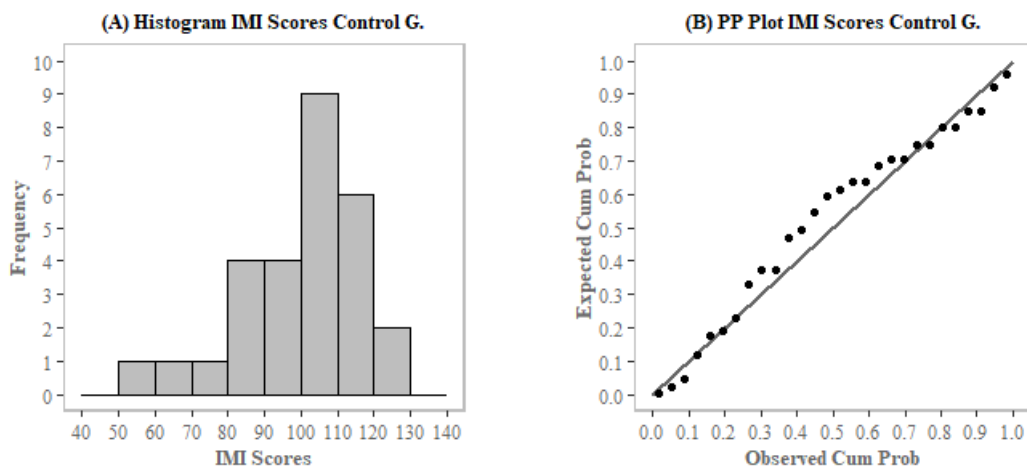 (A) Histogram IMI Scores Control G.
10
9
8
7
6
5
4
3
2
1
0
Frequency
40 50 60 70 80 90 100 110 120 130 140
IMI Scores
(B) PP Plot IMI Scores Control G.
1.0
0.9
0.8
0.7
0.6
0.5
0.4
0.3
0.2
0.1
0.0
Expected Cum Prob
0.0 0.1 0.2 0.3 0.4 0.5 0.6 0.7 0.8 0.9 1.0
Observed Cum Prob